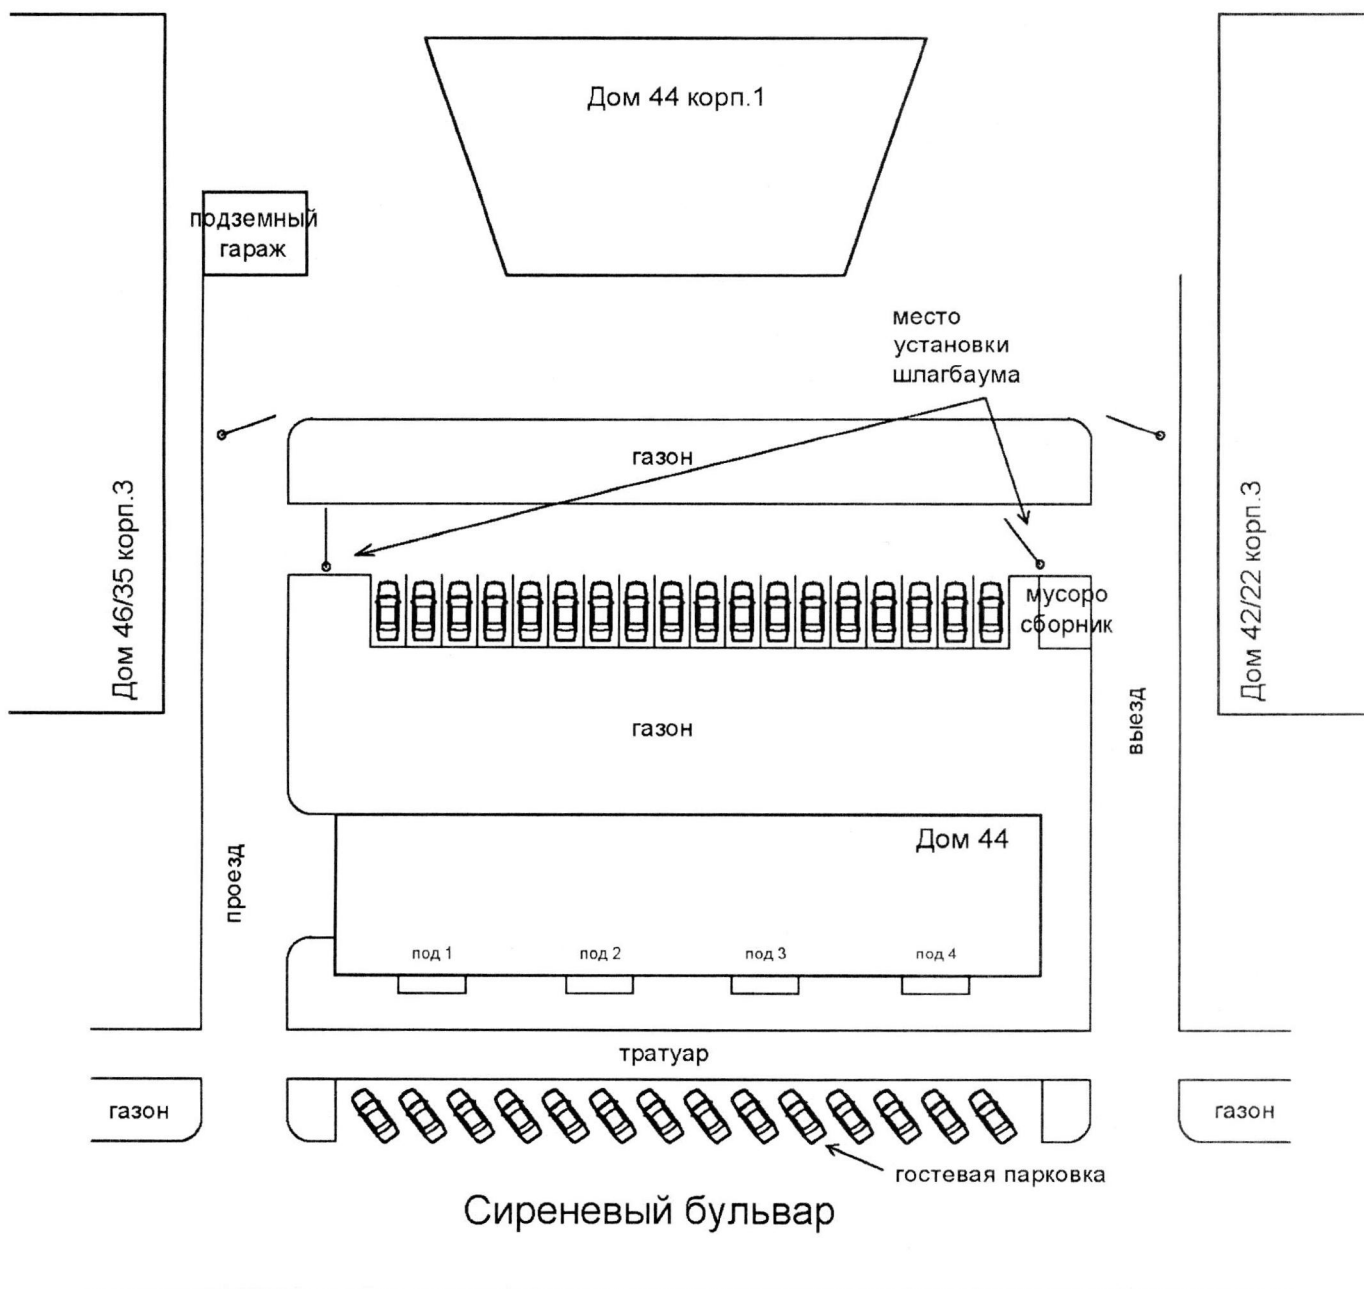 Дом 44 корп.1
подземный
гараж
место
установки
шлагбаума
газон
Дом 46/35 корп.3
Дом 42/22 корп.3
мусоро
сборник
газон
выезд
Дом 44
проезд
под 1
под 2
под 3
под 4
тратуар
газон
газон
гостевая парковка
Сиреневый бульвар